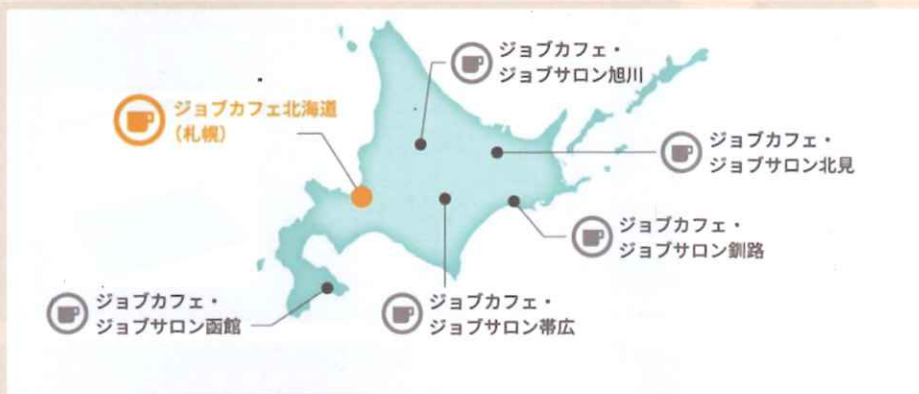 ジョブカフェ・
ジョブサロン旭川
ジョブカフェ北海道
(札幌)
ジョブカフェ・
ジョブサロン北見
ジョブカフェ・
ジョブサロン釧路
ジョブカフェ・
ジョブサロン函館
ジョブカフェ・
ジョブサロン帯広